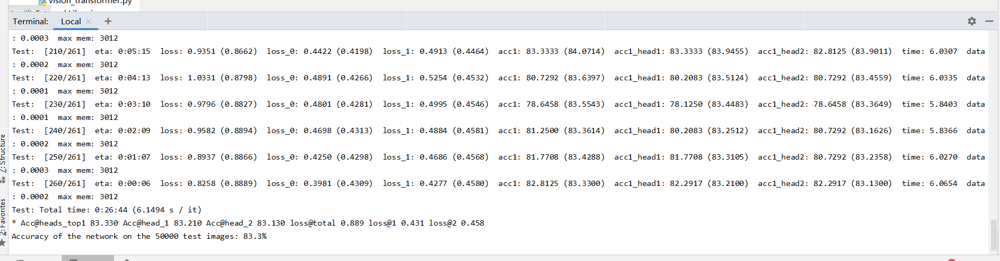 vision_transformer.py
Terminal: Local × +
: 0.0003 max mem: 3012
Test: [210/261] eta: 0:05:15 loss: 0.9351 (0.8662) loss_0: 0.4422 (0.4198) loss_1: 0.4913 (0.4464) acc1: 83.3333 (84.0714) acc1_head1: 83.3333 (83.9455) acc1_head2: 82.8125 (83.9011) time: 6.0307 data
: 0.0002 max mem: 3012
Test: [220/261] eta: 0:04:13 loss: 1.0331 (0.8798) loss_0: 0.4891 (0.4266) loss_1: 0.5254 (0.4532) acc1: 80.7292 (83.6397) acc1_head1: 80.2083 (83.5124) acc1_head2: 80.7292 (83.4559) time: 6.0335 data
: 0.0001 max mem: 3012
Test: [230/261] eta: 0:03:10 loss: 0.9796 (0.8827) loss_0: 0.4801 (0.4281) loss_1: 0.4995 (0.4546) acc1: 78.6458 (83.5543) acc1_head1: 78.1250 (83.4483) acc1_head2: 78.6458 (83.3649) time: 5.8403 data
: 0.0001 max mem: 3012
Test: [240/261] eta: 0:02:09 loss: 0.9582 (0.8894) loss_0: 0.4698 (0.4313) loss_1: 0.4884 (0.4581) acc1: 81.2500 (83.3614) acc1_head1: 80.2083 (83.2512) acc1_head2: 80.7292 (83.1626) time: 5.8366 data
: 0.0002 max mem: 3012
Test: [250/261] eta: 0:01:07 loss: 0.8937 (0.8866) loss_0: 0.4250 (0.4298) loss_1: 0.4686 (0.4568) acc1: 81.7708 (83.4288) acc1_head1: 81.7708 (83.3105) acc1_head2: 80.7292 (83.2358) time: 6.0270 data
: 0.0003 max mem: 3012
Test: [260/261] eta: 0:00:06 loss: 0.8258 (0.8889) loss_0: 0.3981 (0.4309) loss_1: 0.4277 (0.4580) acc1: 82.8125 (83.3300) acc1_head1: 82.2917 (83.2100) acc1_head2: 82.2917 (83.1300) time: 6.0654 data
: 0.0002 max mem: 3012
Test: Total time: 0:26:44 (6.1494 s / it)
* Acc@heads_top1 83.330 Acc@head_1 83.210 Acc@head_2 83.130 loss@total 0.889 loss@1 0.431 loss@2 0.458
Accuracy of the network on the 50000 test images: 83.3%
7: Structure
2: Favorites